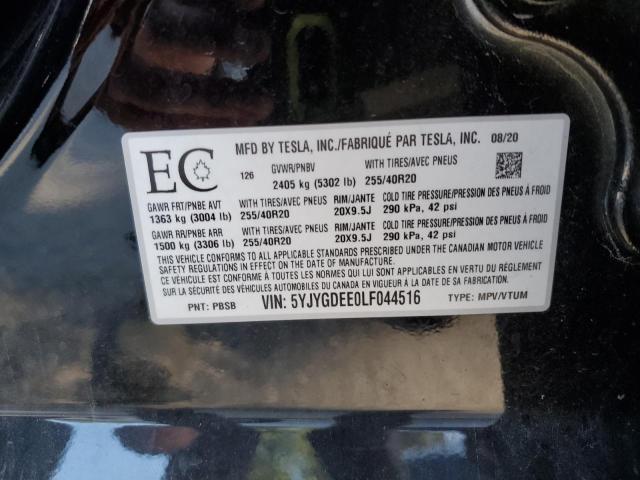 MFD BY TESLA, INC./FABRIQUÉ PAR TESLA, INC. 08/20
EC
126
GVWR/PNBV WITH TIRES/AVEC PNEUS
2405 kg (5302 lb) 255/40R20
GAWR FRT/PNBE AVT WITH TIRES/AVEC PNEUS RIM/JANTE COLD TIRE PRESSURE/PRESSION DES PNEUS À FROID
1363 kg (3004 lb) 255/40R20 20X9.5J 290 kPa, 42 psi
GAWR RR/PNBE ARR WITH TIRES/AVEC PNEUS RIM/JANTE COLD TIRE PRESSURE/PRESSION DES PNEUS À FROID
1500 kg (3306 lb) 255/40R20 20X9.5J 290 kPa, 42 psi
THIS VEHICLE CONFORMS TO ALL APPLICABLE STANDARDS PRESCRIBED UNDER THE CANADIAN MOTOR VEHICLE
SAFETY REGULATIONS IN EFFECT ON THE DATE OF MANUFACTURE
CE VÉHICULE EST CONFORME À TOUTES LES NORMES QUI LUI SONT APPLICABLES EN VERTU DU RÈGLEMENT
SUR LA SÉCURITÉ DES VÉHICULES AUTOMOBILES DU CANADA EN VIGUEUR À LA DATE DE SA FABRICATION.
PNT: PBSB VIN: 5YJYGDEE0LF044516 TYPE: MPV/VTUM